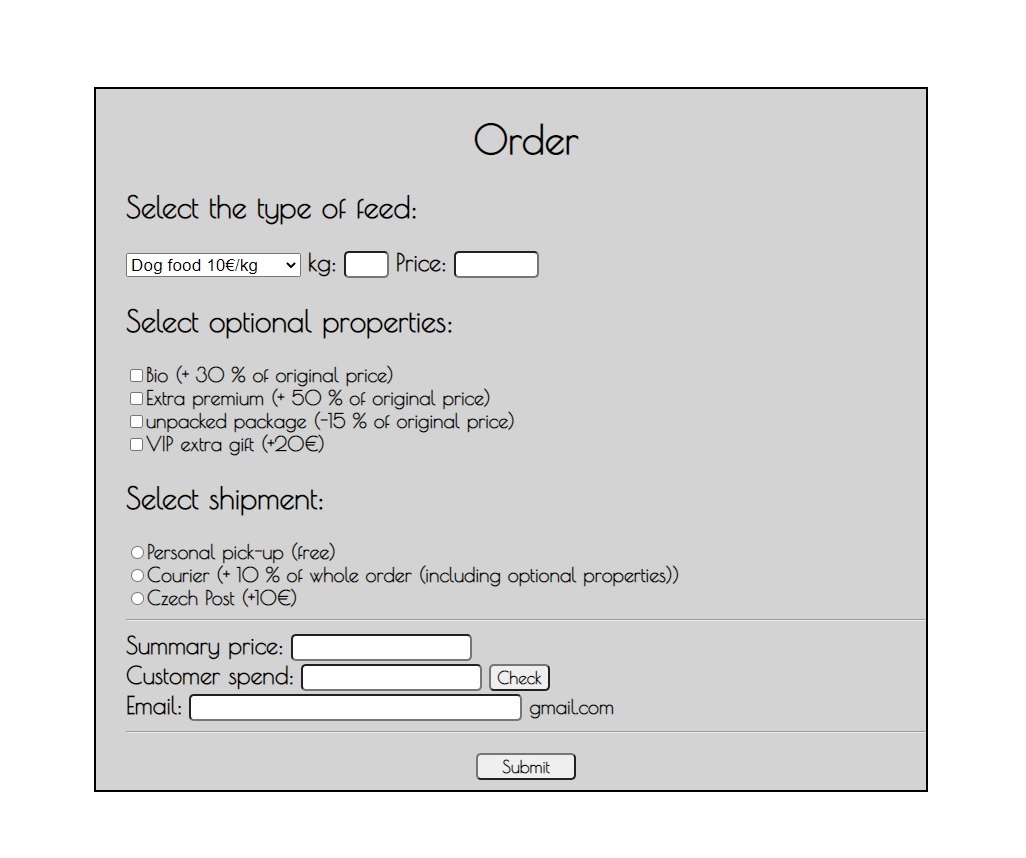 Order
Select the type of feed:
Dog food 10€/kg kg: Price:
Select optional properties:
Bio (+ 30 % of original price)
Extra premium (+ 50 % of original price)
unpacked package (-15 % of original price)
VIP extra gift (+20€)
Select shipment:
Personal pick-up (free)
Courier (+ 10 % of whole order (including optional properties))
Czech Post (+10€)
Summary price:
Customer spend: Check
Email: gmail.com
Submit